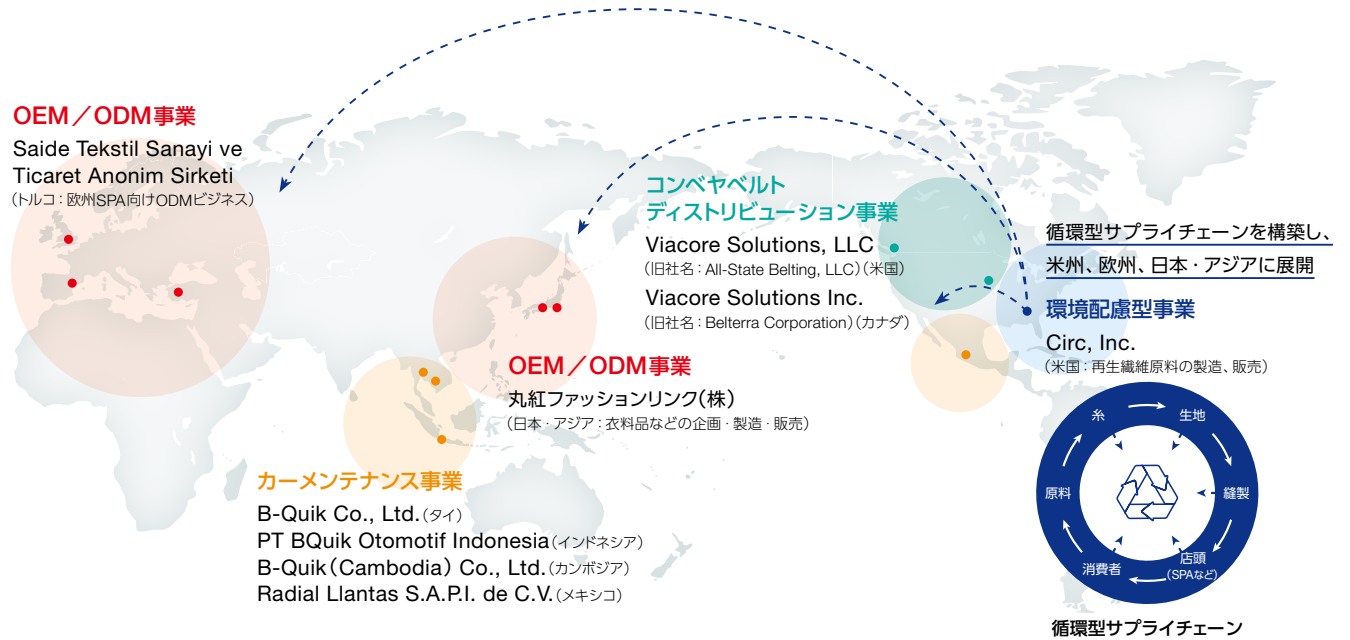 OEM／ODM事業
Saide Tekstil Sanayi ve
Ticaret Anonim Sirketi
(トルコ：欧州SPA向けODMビジネス)
コンベヤベルト
ディストリビューション事業
Viacore Solutions, LLC
(旧社名：All-State Belting, LLC)(米国)
Viacore Solutions Inc.
(旧社名：Belterra Corporation)(カナダ)
循環型サプライチェーンを構築し、
米州、欧州、日本・アジアに展開
環境配慮型事業
Circ, Inc.
(米国：再生繊維原料の製造、販売)
OEM／ODM事業
丸紅ファッションリンク(株)
(日本・アジア：衣料品などの企画・製造・販売)
カーメンテナンス事業
B-Quik Co., Ltd.(タイ)
PT BQuik Otomotif Indonesia(インドネシア)
B-Quik(Cambodia) Co., Ltd.(カンボジア)
Radial Llantas S.A.P.I. de C.V.(メキシコ)
糸
生地
縫製
店頭
(SPAなど)
消費者
原料
循環型サプライチェーン